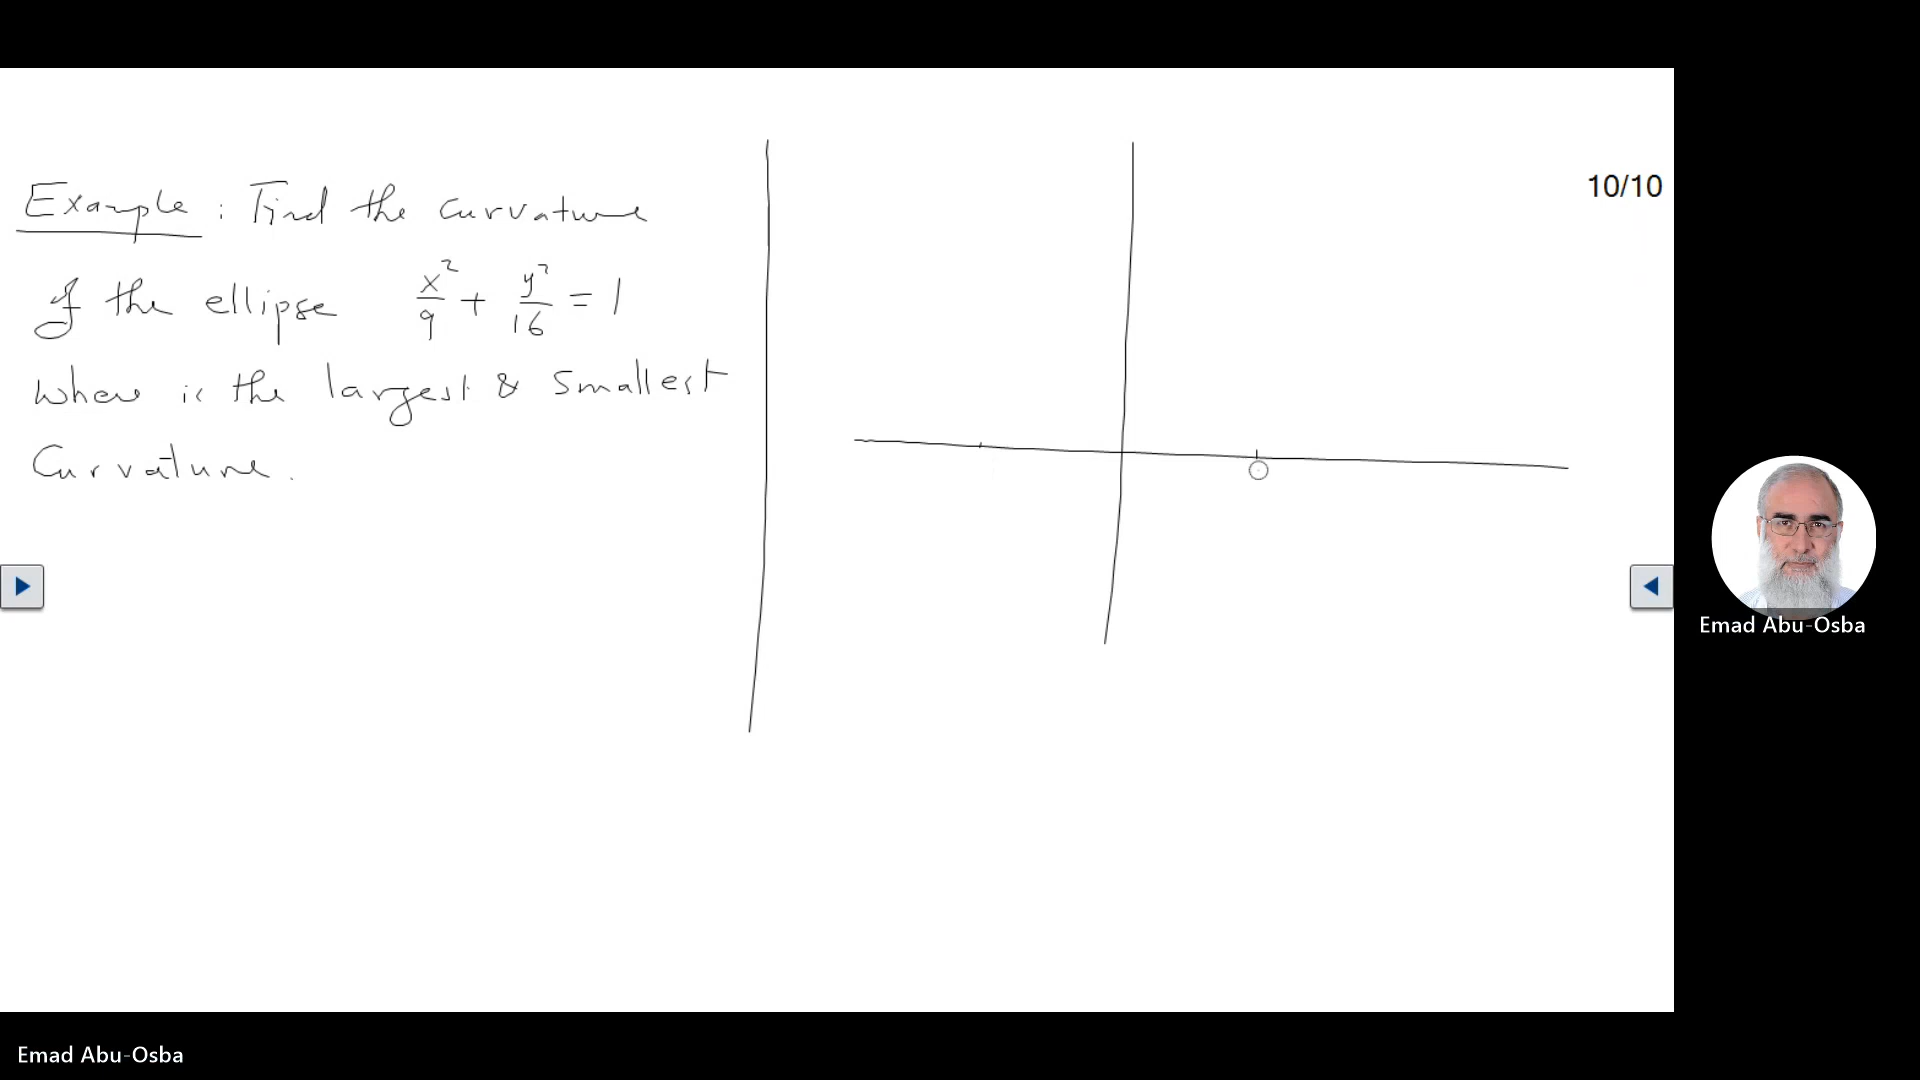 Example: Find the curvature
of the ellipse x²/9 + y²/16 = 1
where is the largest & smallest
curvature.
10/10
Emad Abu-Osba
Emad Abu-Osba